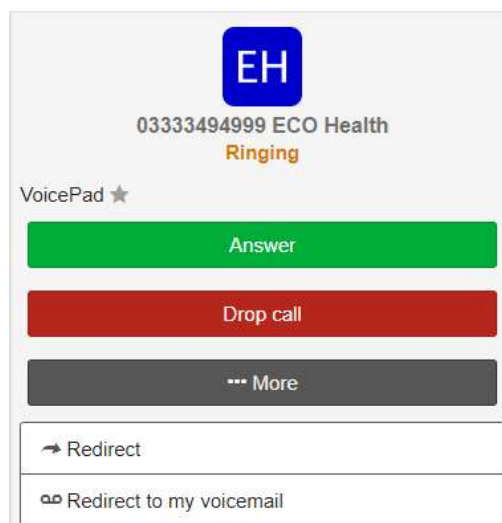 EH
03333494999 ECO Health
Ringing
VoicePad
Answer
Drop call
More
Redirect
Redirect to my voicemail